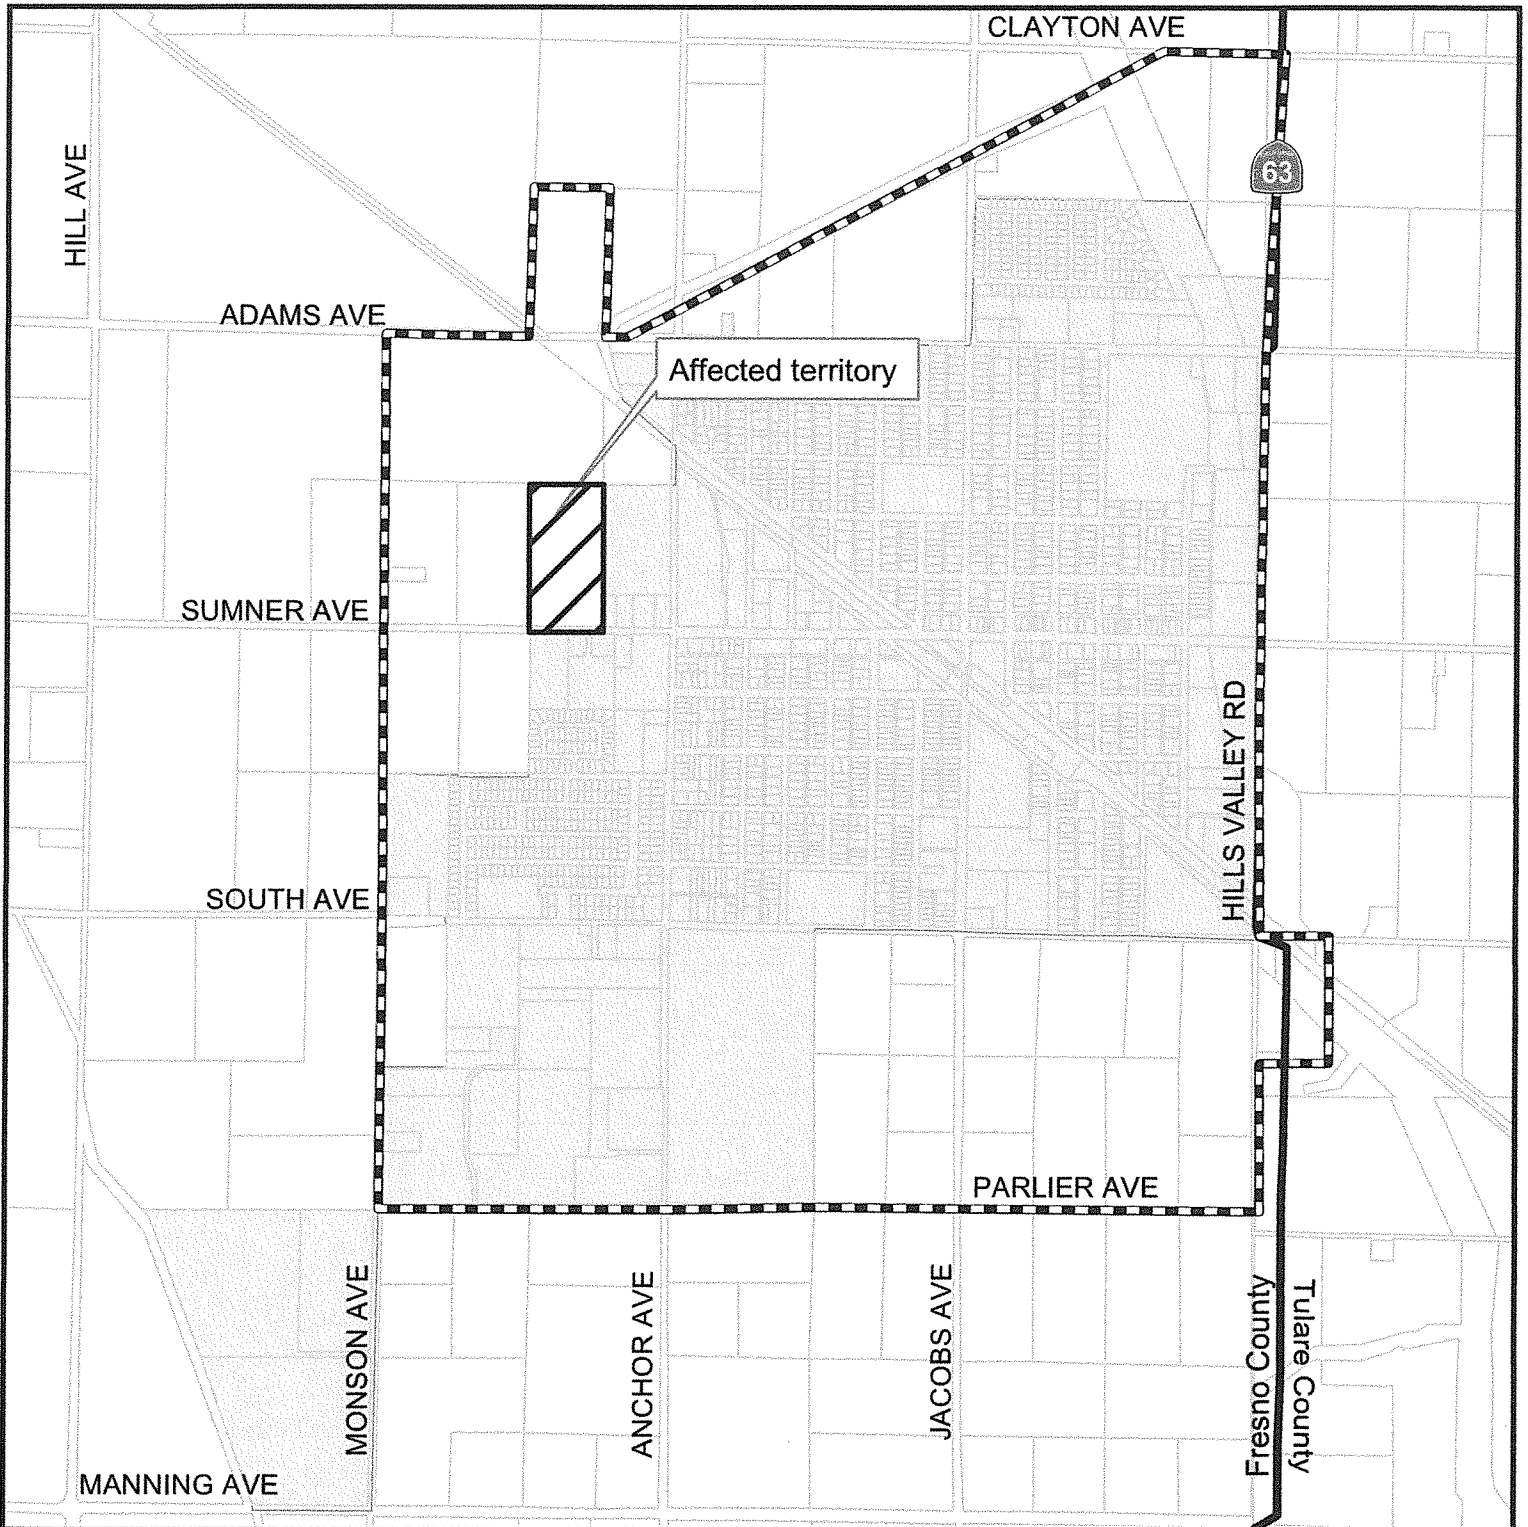 CLAYTON AVE
HILL AVE
63
ADAMS AVE
Affected territory
SUMNER AVE
HILLS VALLEY RD
SOUTH AVE
PARLIER AVE
MONSON AVE
ANCHOR AVE
JACOBS AVE
Fresno County
Tulare County
MANNING AVE